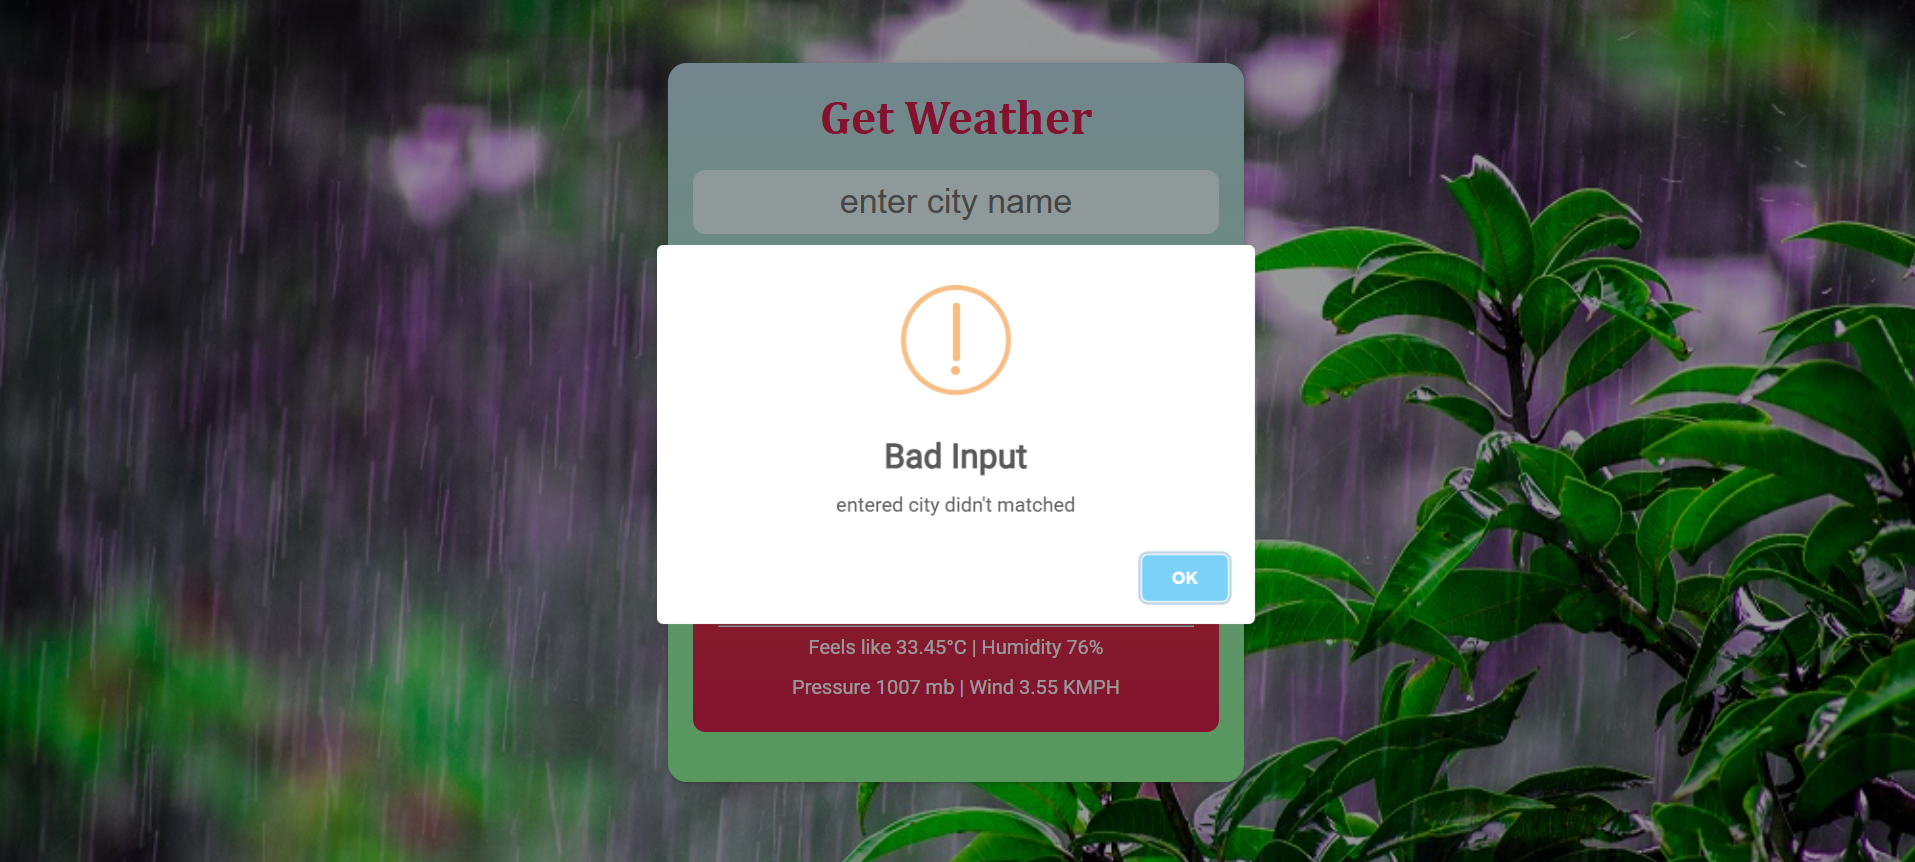 Get Weather
enter city name
Bad Input
entered city didn't matched
OK
Feels like 33.45°C | Humidity 76%
Pressure 1007 mb | Wind 3.55 KMPH